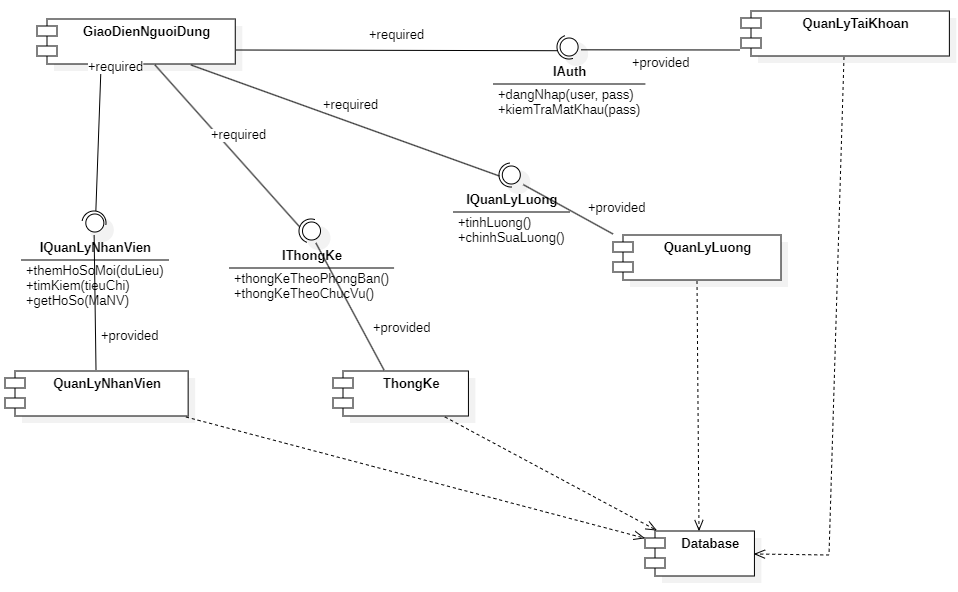 GiaoDienNguoiDung
+required
IAuth
+dangNhap(user, pass)
+kiemTraMatKhau(pass)
+provided
QuanLyTaiKhoan
+required
+required
+required
IQuanLyLuong
+tinhLuong()
+chinhSuaLuong()
+provided
QuanLyLuong
IQuanLyNhanVien
+themHoSoMoi(duLieu)
+timKiem(tieuChi)
+getHoSo(MaNV)
+provided
IThongKe
+thongKeTheoPhongBan()
+thongKeTheoChucVu()
+provided
QuanLyNhanVien
ThongKe
Database